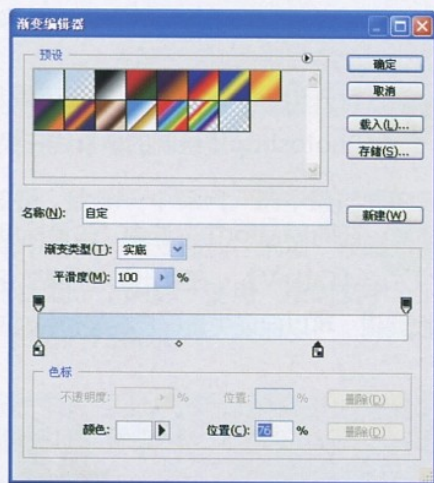 渐变编辑器
预设
确定
取消
载入(L)...
存储(S)...
名称(N): 自定
新建(W)
渐变类型(T): 实底
平滑度(M): 100 %
色标
不透明度: % 位置: % 删除(D)
颜色: 位置(C): 76 % 删除(D)